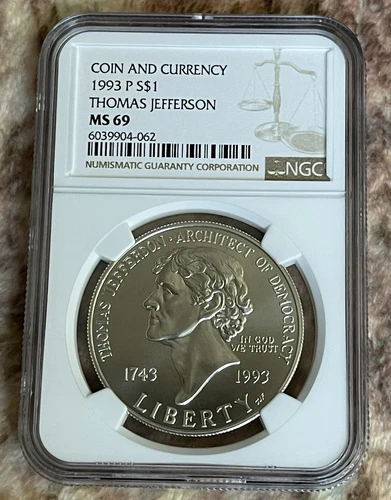 COIN AND CURRENCY
1993 P S$1
THOMAS JEFFERSON
MS 69
6039904-062
NUMISMATIC GUARANTY CORPORATION
NGC
THOMAS JEFFERSON · ARCHITECT OF DEMOCRACY
IN GOD
WE TRUST
1743 1993
LIBERTY